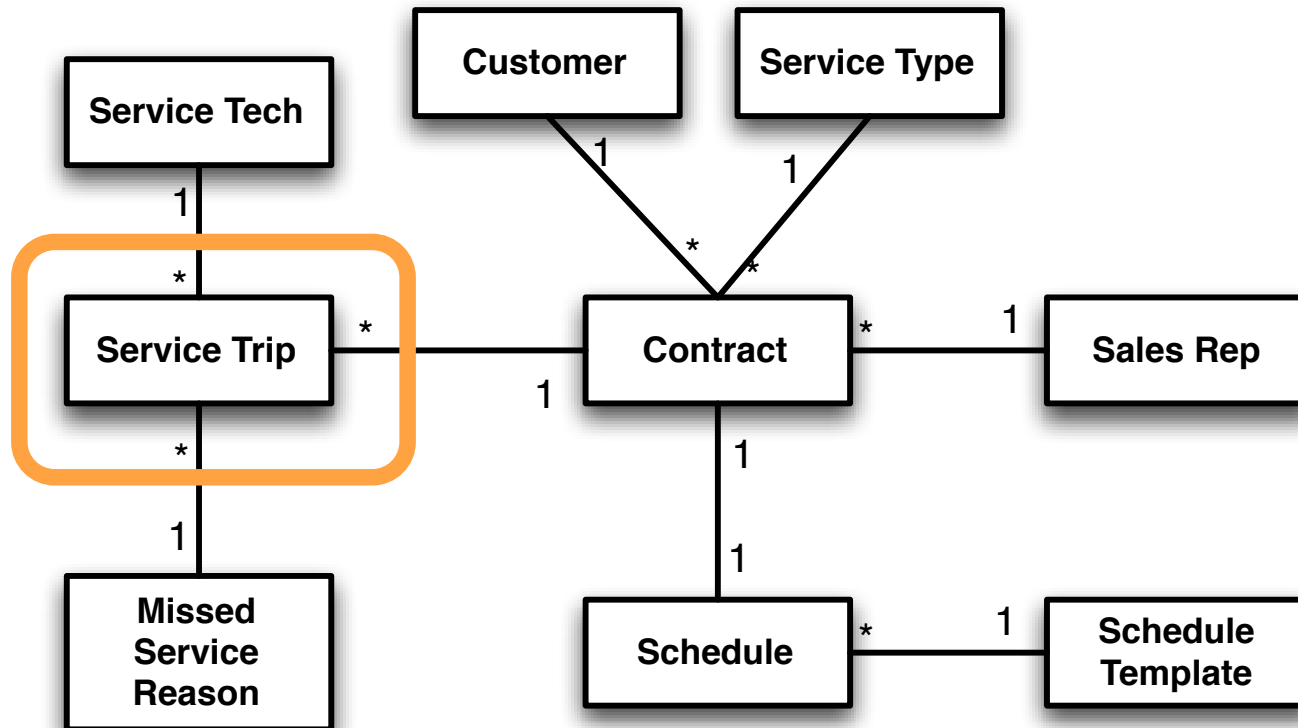 Customer
Service Type
Service Tech
1
1
1
*
*
*
Service Trip
*
1
Contract
*
1
Sales Rep
*
1
1
1
Missed
Service
Reason
Schedule
*
1
Schedule
Template